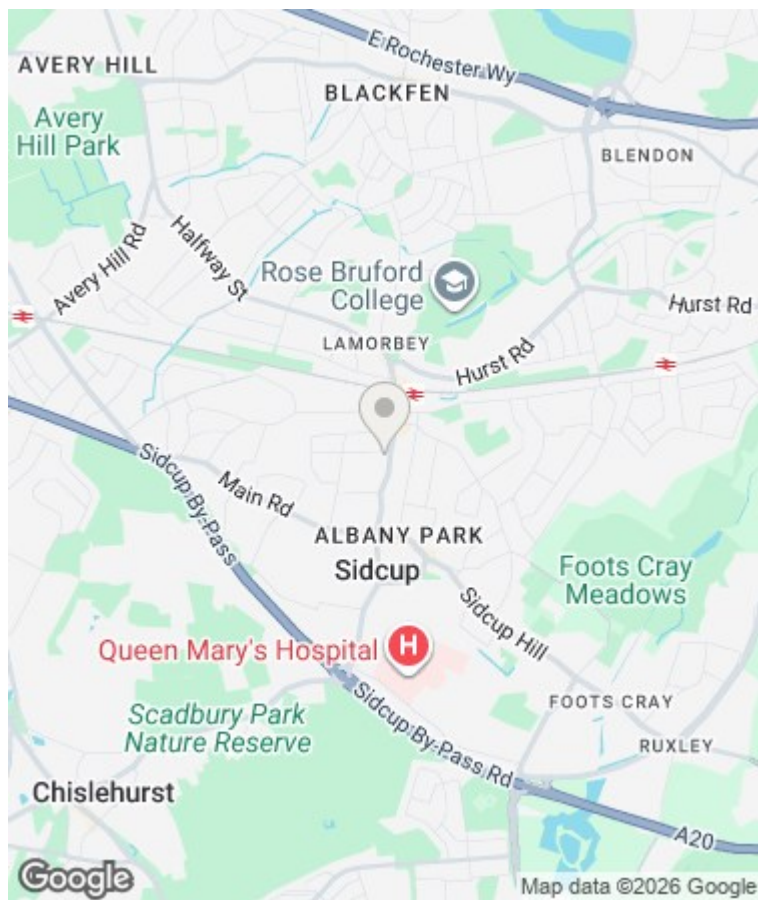 E Rochester Wy
AVERY HILL
BLACKFEN
Avery
Hill Park
BLENDON
Avery Hill Rd
Halfway St
Rose Bruford
College
Hurst Rd
LAMORBEY
Hurst Rd
Sidcup By-Pass
Main Rd
ALBANY PARK
Sidcup
Foots Cray
Meadows
Sidcup Hill
Queen Mary's Hospital
H
Sidcup By-Pass Rd
FOOTS CRAY
Scadbury Park
Nature Reserve
RUXLEY
Chislehurst
A20
Google
Map data ©2026 Google